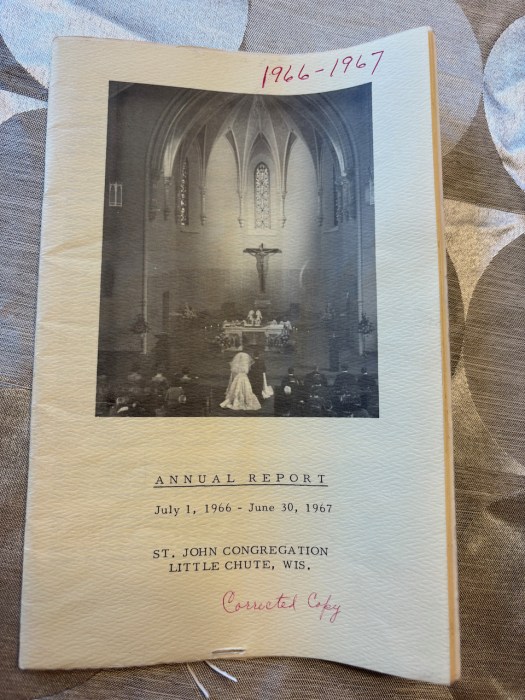 1966-1967
ANNUAL REPORT
July 1, 1966 - June 30, 1967
ST. JOHN CONGREGATION
LITTLE CHUTE, WIS.
Corrected Copy